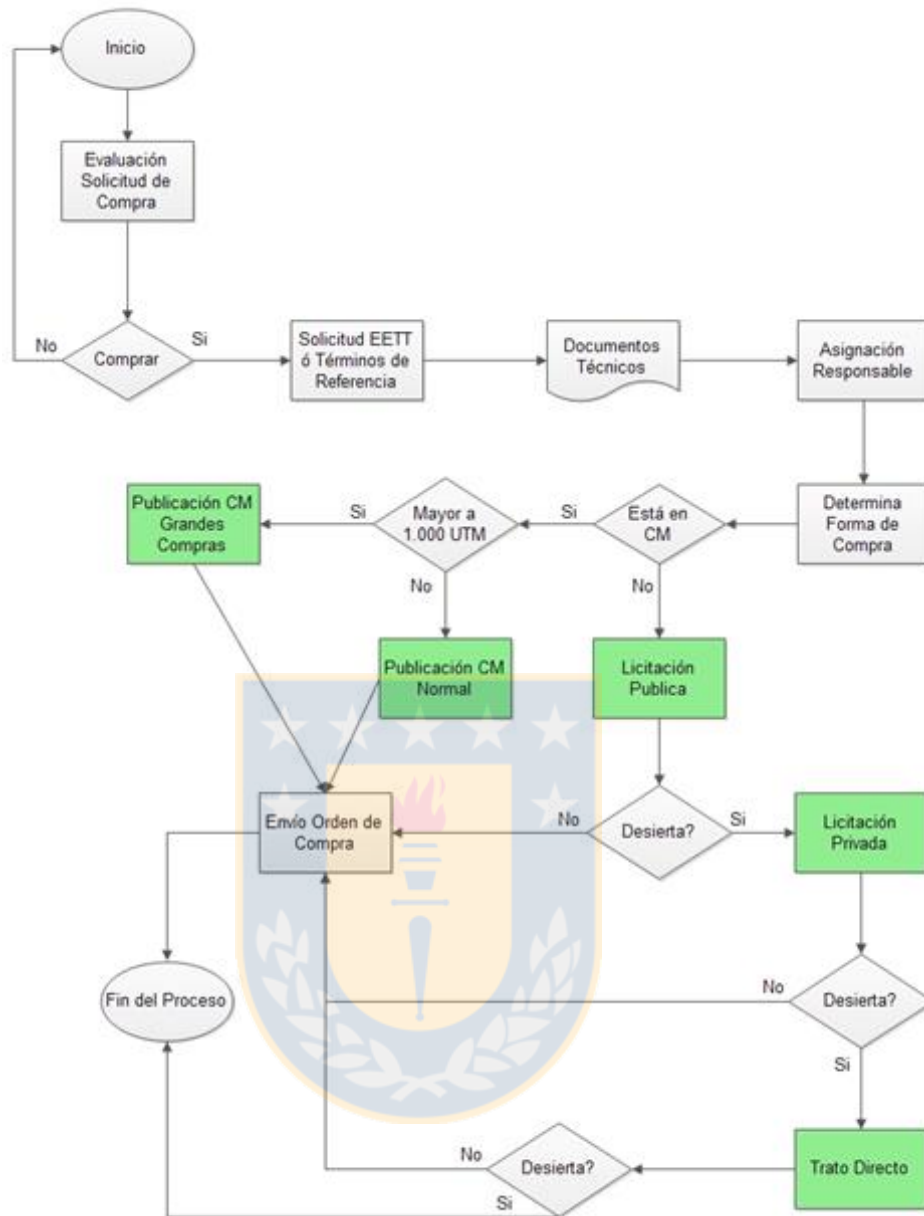 Inicio
Evaluación
Solicitud de
Compra
No
Comprar
Si
Solicitud EETT
ó Términos de
Referencia
Documentos
Técnicos
Asignación
Responsable
Publicación CM
Grandes
Compras
Si
Mayor a
1.000 UTM
Si
Está en
CM
Determina
Forma de
Compra
No
No
Publicación CM
Normal
Licitación
Publica
Envío Orden de
Compra
No
Desierta?
Si
Licitación
Privada
Fin del Proceso
No
Desierta?
Si
No
Desierta?
Trato Directo
Si